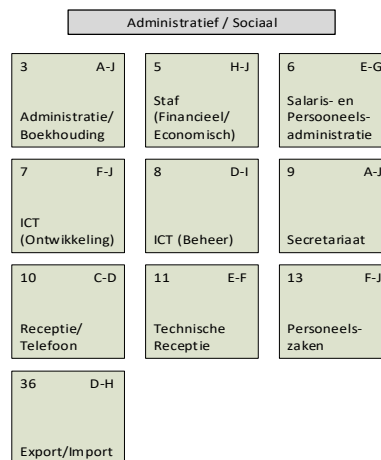 Administratief / Sociaal
3 A-J
Administratie/
Boekhouding
5 H-J
Staf
(Financieel/
Economisch)
6 E-G
Salaris- en
Persooneels-
administratie
7 F-J
ICT
(Ontwikkeling)
8 D-I
ICT (Beheer)
9 A-J
Secretariaat
10 C-D
Receptie/
Telefoon
11 E-F
Technische
Receptie
13 F-J
Personeels-
zaken
36 D-H
Export/Import